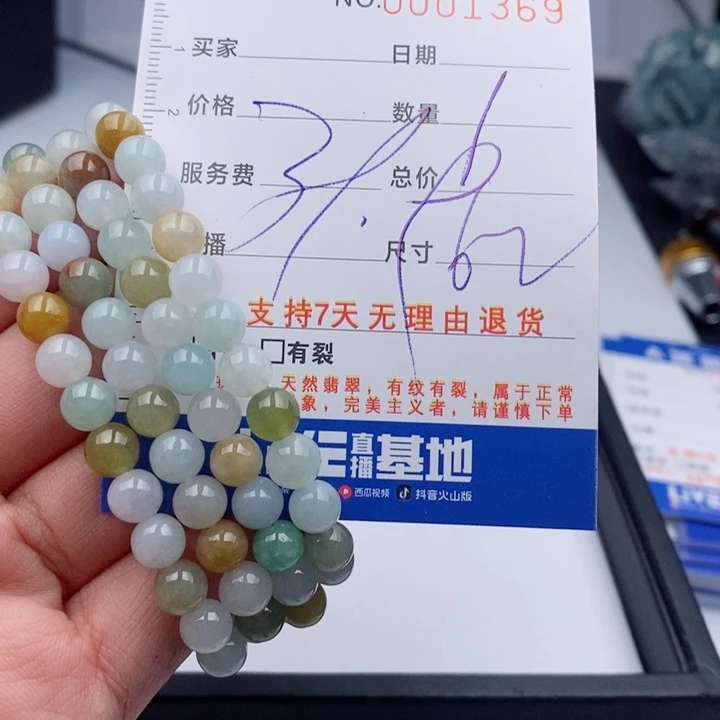 NO.0001369
买家 日期
价格 数量
服务费 总价
播 尺寸
支持7天无理由退货
有裂
天然翡翠，有纹有裂，属于正常
象，完美主义者，请谨慎下单
直播基地
西瓜视频 抖音火山版